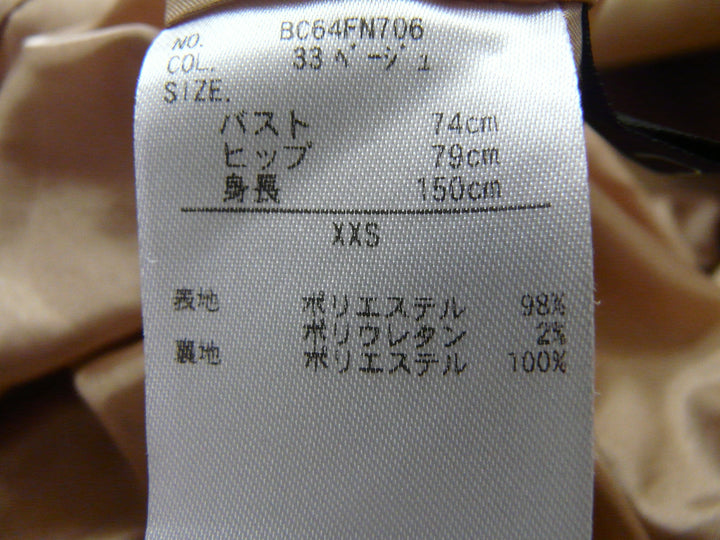 NO. BC64FN706
COL. 33 ベージュ
SIZE.
バスト 74cm
ヒップ 79cm
身長 150cm
XXS
表地 ポリエステル 98%
ポリウレタン 2%
裏地 ポリエステル 100%